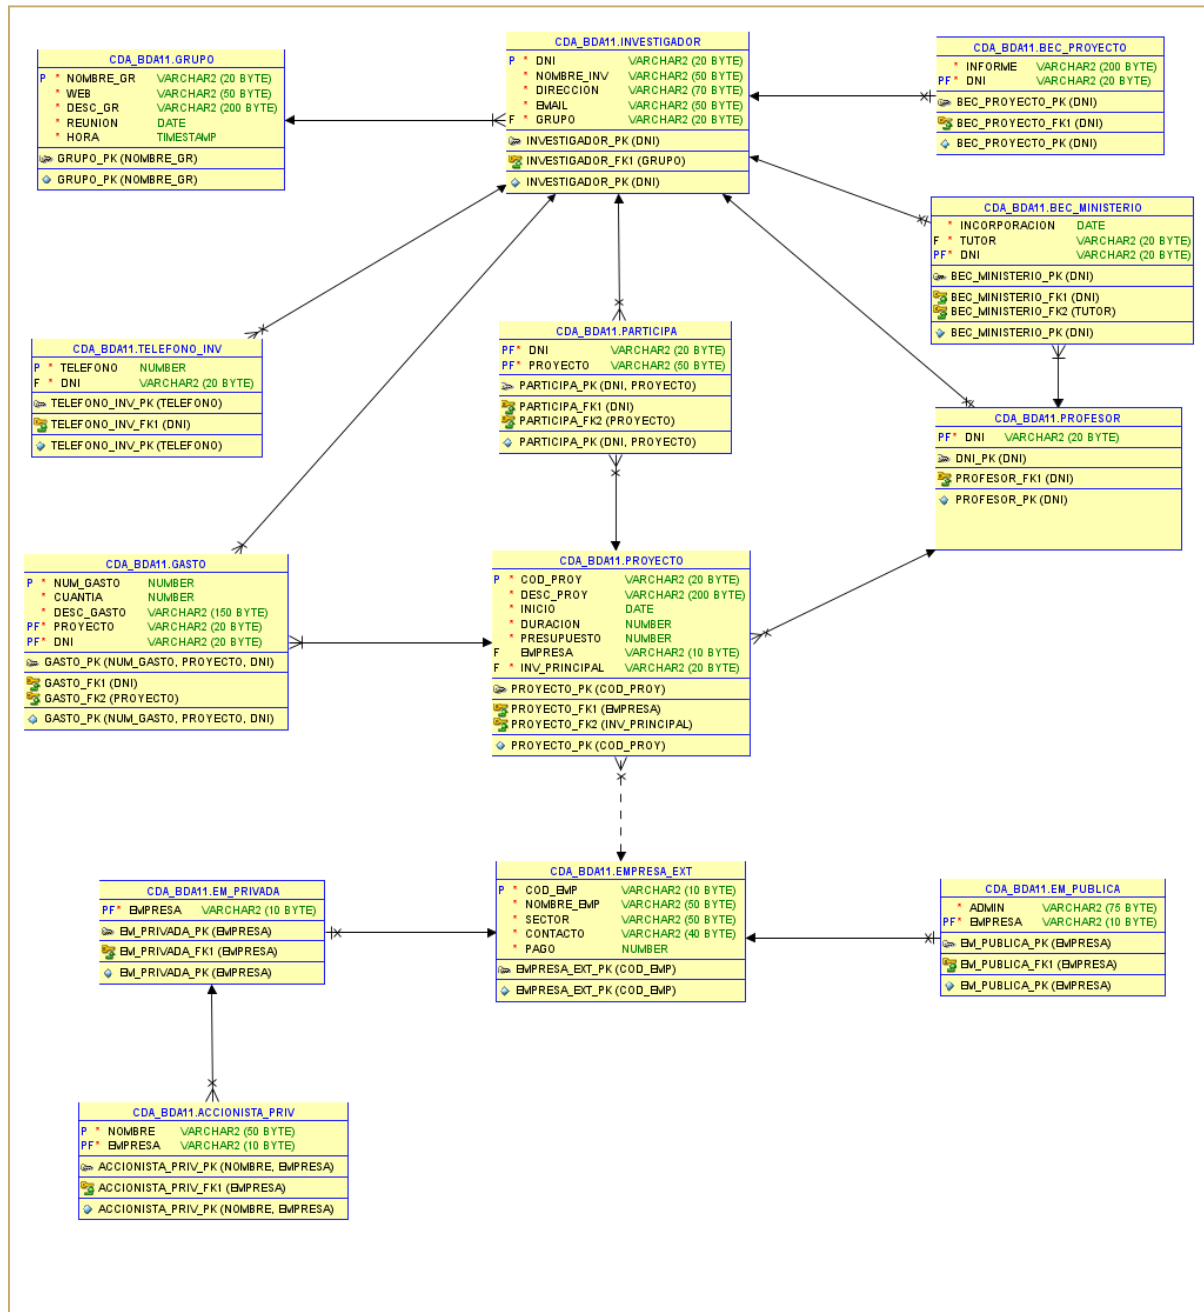 CDA_BDA11.GRUPO
P * NOMBRE_GR VARCHAR2 (20 BYTE)
* WEB VARCHAR2 (50 BYTE)
* DESC_GR VARCHAR2 (200 BYTE)
* REUNION DATE
* HORA TIMESTAMP
GRUPO_PK (NOMBRE_GR)
GRUPO_PK (NOMBRE_GR)
CDA_BDA11.INVESTIGADOR
P * DNI VARCHAR2 (20 BYTE)
* NOMBRE_INV VARCHAR2 (50 BYTE)
* DIRECCION VARCHAR2 (70 BYTE)
* EMAIL VARCHAR2 (50 BYTE)
F * GRUPO VARCHAR2 (20 BYTE)
INVESTIGADOR_PK (DNI)
INVESTIGADOR_FK1 (GRUPO)
INVESTIGADOR_PK (DNI)
CDA_BDA11.BEC_PROYECTO
* INFORME VARCHAR2 (200 BYTE)
PF* DNI VARCHAR2 (20 BYTE)
BEC_PROYECTO_PK (DNI)
BEC_PROYECTO_FK1 (DNI)
BEC_PROYECTO_PK (DNI)
CDA_BDA11.BEC_MINISTERIO
* INCORPORACION DATE
F * TUTOR VARCHAR2 (20 BYTE)
PF* DNI VARCHAR2 (20 BYTE)
BEC_MINISTERIO_PK (DNI)
BEC_MINISTERIO_FK1 (DNI)
BEC_MINISTERIO_FK2 (TUTOR)
BEC_MINISTERIO_PK (DNI)
CDA_BDA11.TELEFONO_INV
P * TELEFONO NUMBER
F * DNI VARCHAR2 (20 BYTE)
TELEFONO_INV_PK (TELEFONO)
TELEFONO_INV_FK1 (DNI)
TELEFONO_INV_PK (TELEFONO)
CDA_BDA11.PARTICIPA
PF* DNI VARCHAR2 (20 BYTE)
PF* PROYECTO VARCHAR2 (50 BYTE)
PARTICIPA_PK (DNI, PROYECTO)
PARTICIPA_FK1 (DNI)
PARTICIPA_FK2 (PROYECTO)
PARTICIPA_PK (DNI, PROYECTO)
CDA_BDA11.PROFESOR
PF* DNI VARCHAR2 (20 BYTE)
DNI_PK (DNI)
PROFESOR_FK1 (DNI)
PROFESOR_PK (DNI)
CDA_BDA11.GASTO
P * NUM_GASTO NUMBER
* CUANTIA NUMBER
* DESC_GASTO VARCHAR2 (150 BYTE)
PF* PROYECTO VARCHAR2 (20 BYTE)
PF* DNI VARCHAR2 (20 BYTE)
GASTO_PK (NUM_GASTO, PROYECTO, DNI)
GASTO_FK1 (DNI)
GASTO_FK2 (PROYECTO)
GASTO_PK (NUM_GASTO, PROYECTO, DNI)
CDA_BDA11.PROYECTO
P * COD_PROY VARCHAR2 (20 BYTE)
* DESC_PROY VARCHAR2 (200 BYTE)
* INICIO DATE
* DURACION NUMBER
* PRESUPUESTO NUMBER
F EMPRESA VARCHAR2 (10 BYTE)
F * INV_PRINCIPAL VARCHAR2 (20 BYTE)
PROYECTO_PK (COD_PROY)
PROYECTO_FK1 (EMPRESA)
PROYECTO_FK2 (INV_PRINCIPAL)
PROYECTO_PK (COD_PROY)
CDA_BDA11.EM_PRIVADA
PF* EMPRESA VARCHAR2 (10 BYTE)
EM_PRIVADA_PK (EMPRESA)
EM_PRIVADA_FK1 (EMPRESA)
EM_PRIVADA_PK (EMPRESA)
CDA_BDA11.EMPRESA_EXT
P * COD_EMP VARCHAR2 (10 BYTE)
* NOMBRE_EMP VARCHAR2 (50 BYTE)
* SECTOR VARCHAR2 (50 BYTE)
* CONTACTO VARCHAR2 (40 BYTE)
* PAGO NUMBER
EMPRESA_EXT_PK (COD_EMP)
EMPRESA_EXT_PK (COD_EMP)
CDA_BDA11.EM_PUBLICA
* ADMIN VARCHAR2 (75 BYTE)
PF* EMPRESA VARCHAR2 (10 BYTE)
EM_PUBLICA_PK (EMPRESA)
EM_PUBLICA_FK1 (EMPRESA)
EM_PUBLICA_PK (EMPRESA)
CDA_BDA11.ACCIONISTA_PRIV
P * NOMBRE VARCHAR2 (50 BYTE)
PF* EMPRESA VARCHAR2 (10 BYTE)
ACCIONISTA_PRIV_PK (NOMBRE, EMPRESA)
ACCIONISTA_PRIV_FK1 (EMPRESA)
ACCIONISTA_PRIV_PK (NOMBRE, EMPRESA)